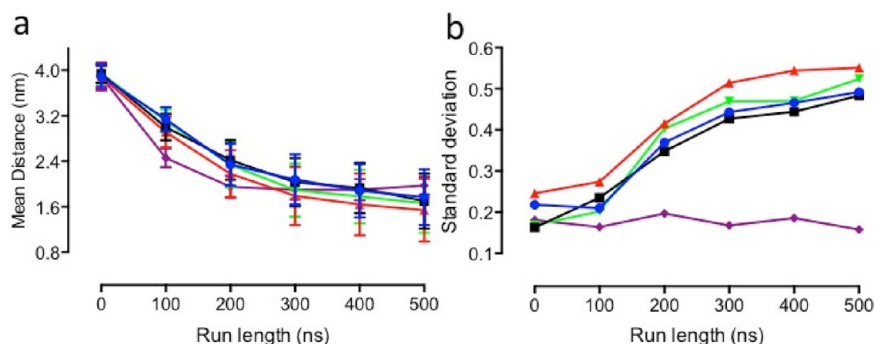 a
b
Mean Distance (nm)
4.0
3.2
2.4
1.6
0.8
0 100 200 300 400 500
Run length (ns)
Standard deviation
0.6
0.5
0.4
0.3
0.2
0.1
0 100 200 300 400 500
Run length (ns)